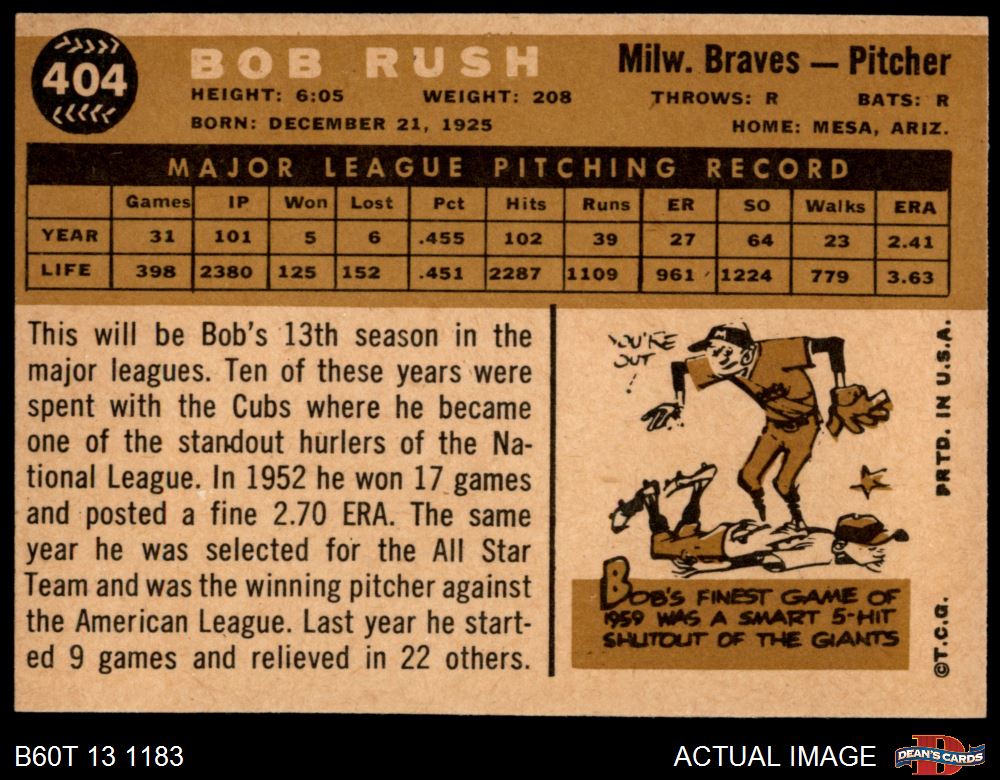 404
BOB RUSH
Milw. Braves — Pitcher
HEIGHT: 6:05 WEIGHT: 208 THROWS: R BATS: R
BORN: DECEMBER 21, 1925 HOME: MESA, ARIZ.
MAJOR LEAGUE PITCHING RECORD
Games IP Won Lost Pct Hits Runs ER SO Walks ERA
YEAR 31 101 5 6 .455 102 39 27 64 23 2.41
LIFE 398 2380 125 152 .451 2287 1109 961 1224 779 3.63
This will be Bob's 13th season in the
major leagues. Ten of these years were
spent with the Cubs where he became
one of the standout hurlers of the Na-
tional League. In 1952 he won 17 games
and posted a fine 2.70 ERA. The same
year he was selected for the All Star
Team and was the winning pitcher against
the American League. Last year he start-
ed 9 games and relieved in 22 others.
YOU'RE
OUT
!
M
BOB'S FINEST GAME OF
1959 WAS A SMART 5-HIT
SHUTOUT OF THE GIANTS
PRTD. IN U.S.A.
©T.C.G.
B60T 13 1183
ACTUAL IMAGE
D
DEAN'S CARDS